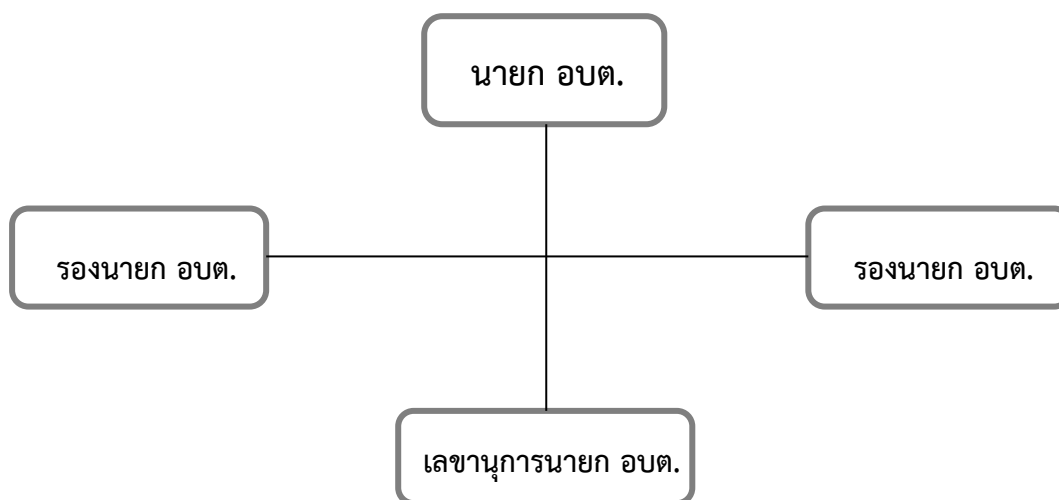 นายก อบต.
รองนายก อบต.
รองนายก อบต.
เลขานุการนายก อบต.